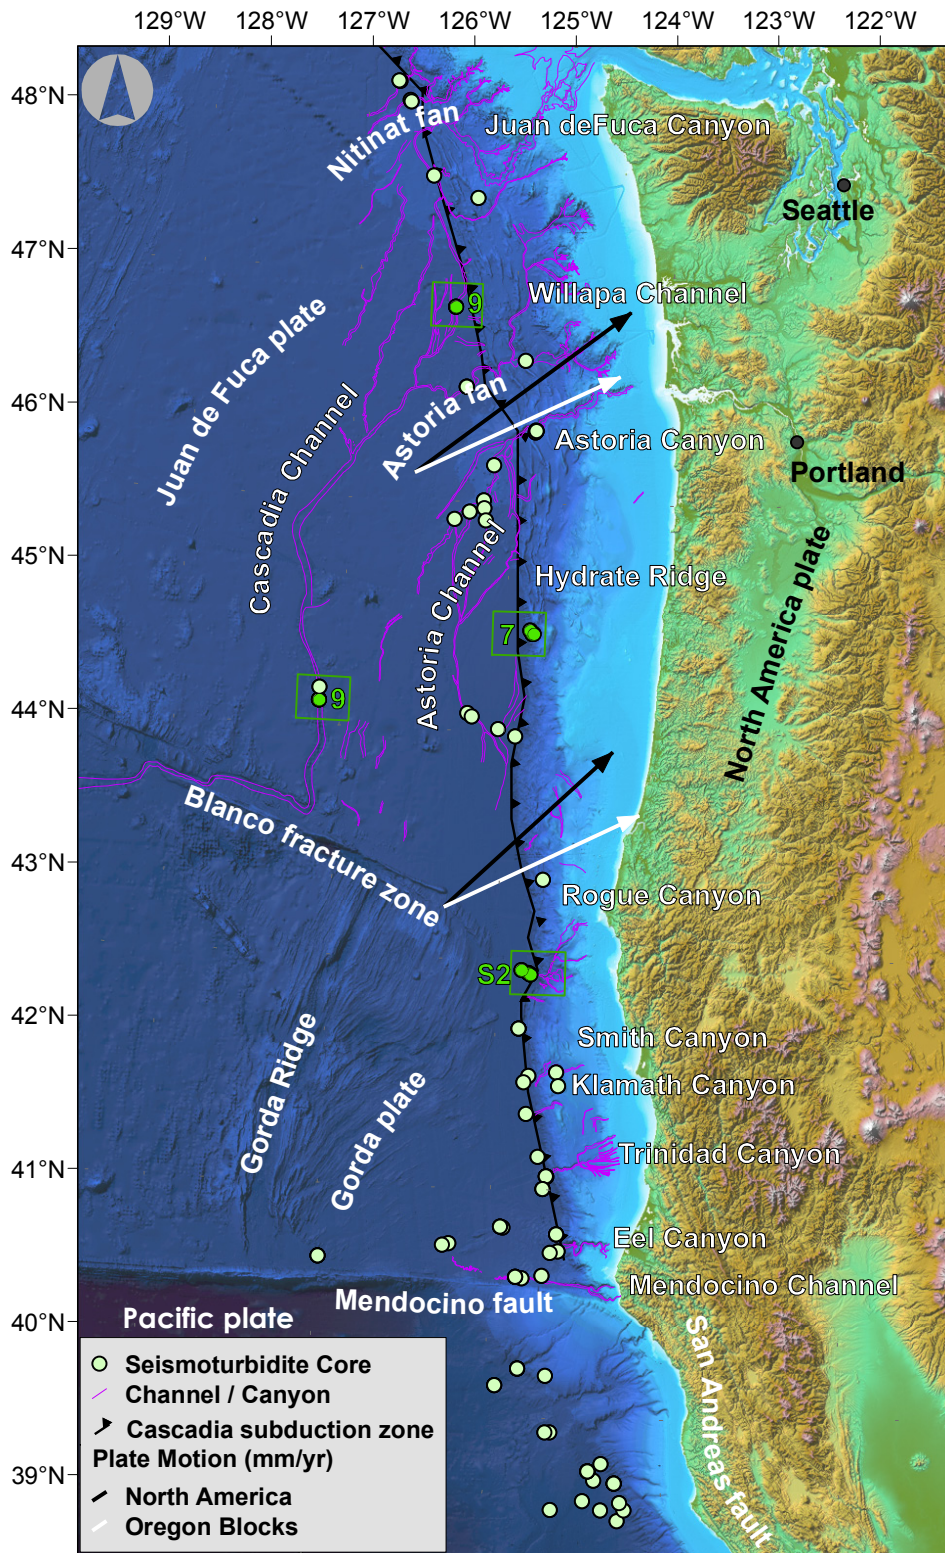 129°W 128°W 127°W 126°W 125°W 124°W 123°W 122°W
48°N
Nitinat fan
Juan deFuca Canyon
Seattle
47°N
9
Willapa Channel
Juan de Fuca plate
46°N
Astoria fan
Cascadia Channel
Astoria Canyon
Portland
45°N
Astoria Channel
Hydrate Ridge
7
North America plate
44°N
9
Blanco fracture zone
43°N
Rogue Canyon
S2
42°N
Smith Canyon
Gorda Ridge
Gorda plate
Klamath Canyon
41°N
Trinidad Canyon
Eel Canyon
Mendocino Channel
Mendocino fault
40°N
Pacific plate
San Andreas fault
Seismoturbidite Core
Channel / Canyon
Cascadia subduction zone
Plate Motion (mm/yr)
39°N
North America
Oregon Blocks